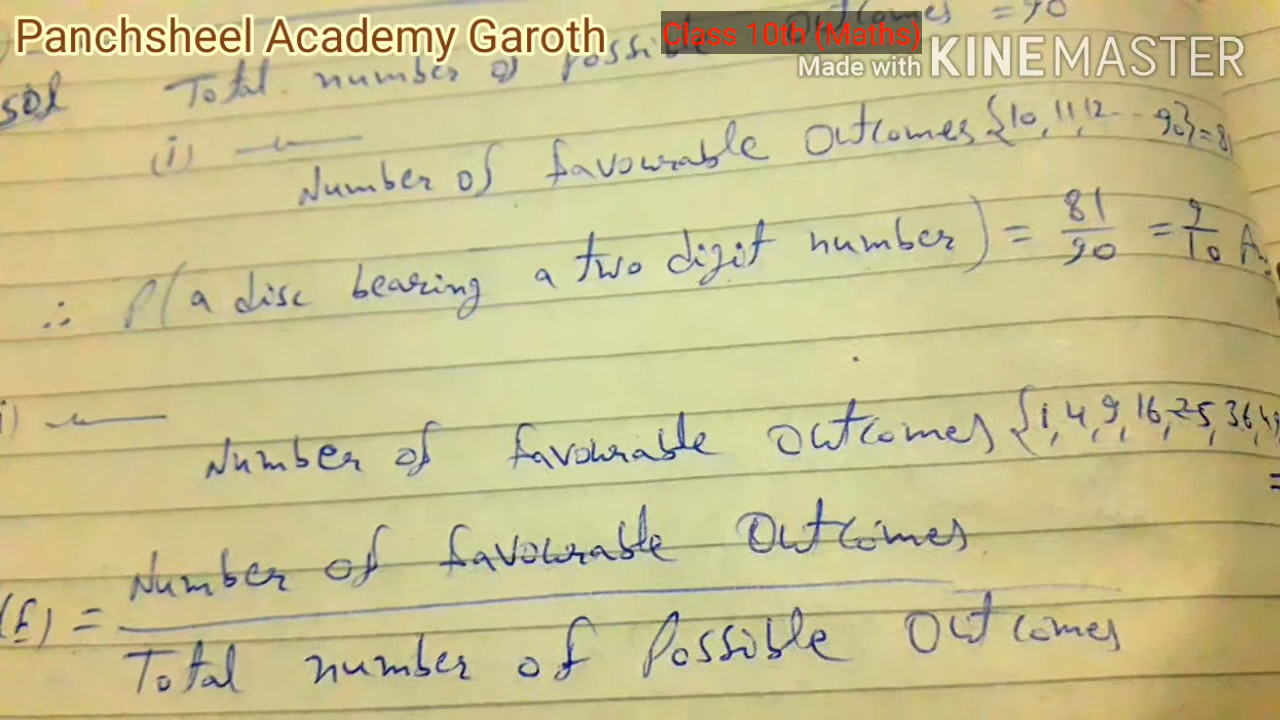 Panchsheel Academy Garoth
Class 10th (Maths)
Made with KINEMASTER
Sol Total number of possible outcomes = 90
(i)
Number of favourable outcomes {10, 11, 12 -- 90} = 81
∴ P(a disc bearing a two digit number) = 81/90 = 9/10
i)
Number of favourable outcomes {1, 4, 9, 16, 25, 36, 4
=
Number of favourable outcomes
(E) =
Total number of Possible Outcomes